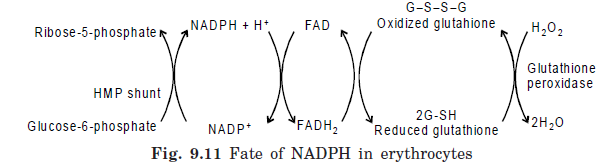 G–S–S–G
Ribose-5-phosphate NADPH + H⁺ FAD Oxidized glutahione H₂O₂
Glutathione
peroxidase
HMP shunt
2G-SH
Glucose-6-phosphate NADP⁺ FADH₂ Reduced glutathione 2H₂O
Fig. 9.11 Fate of NADPH in erythrocytes